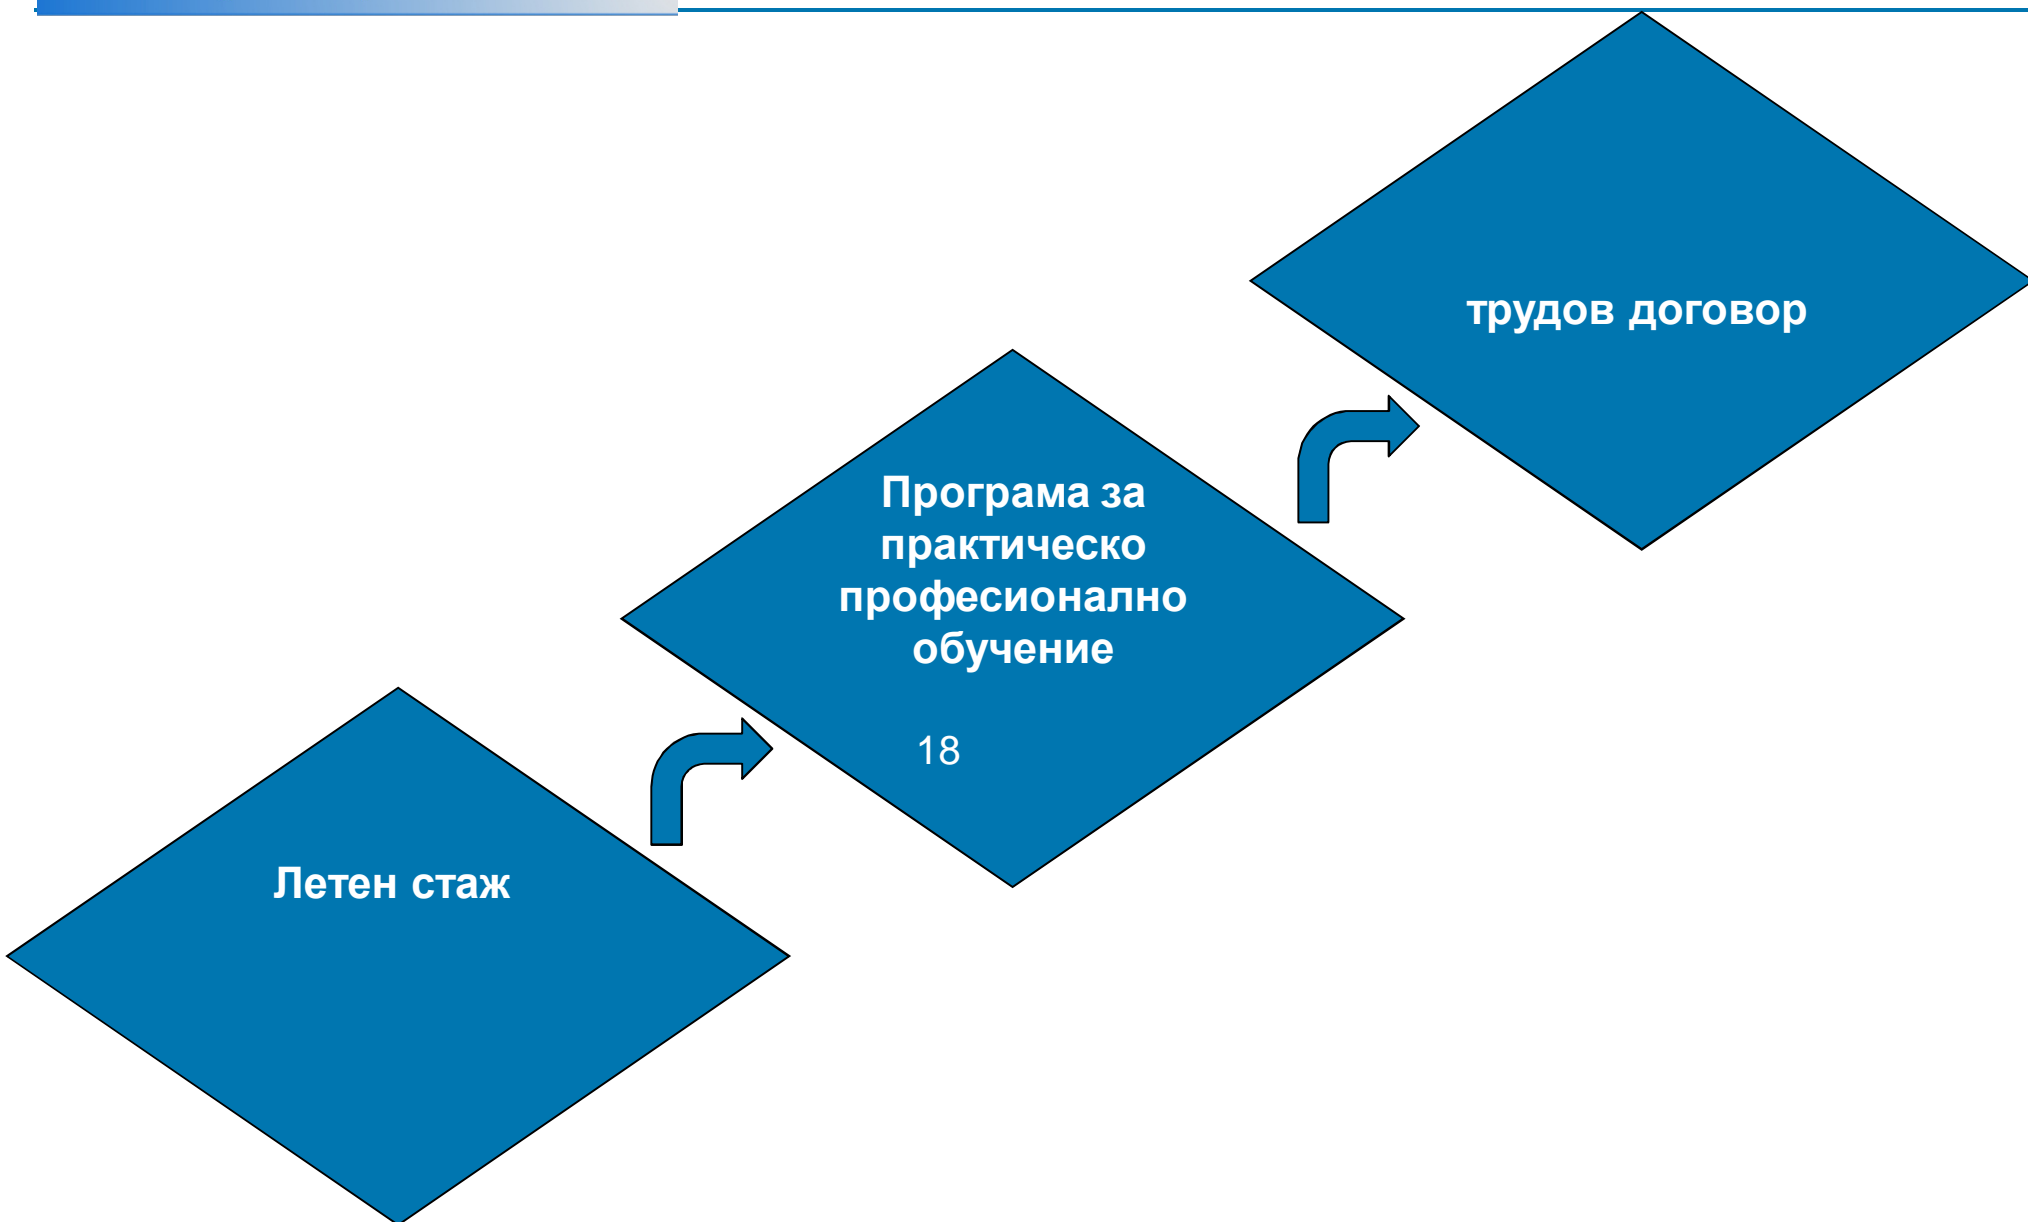 трудов договор
Програма за
практическо
професионално
обучение
18
Летен стаж